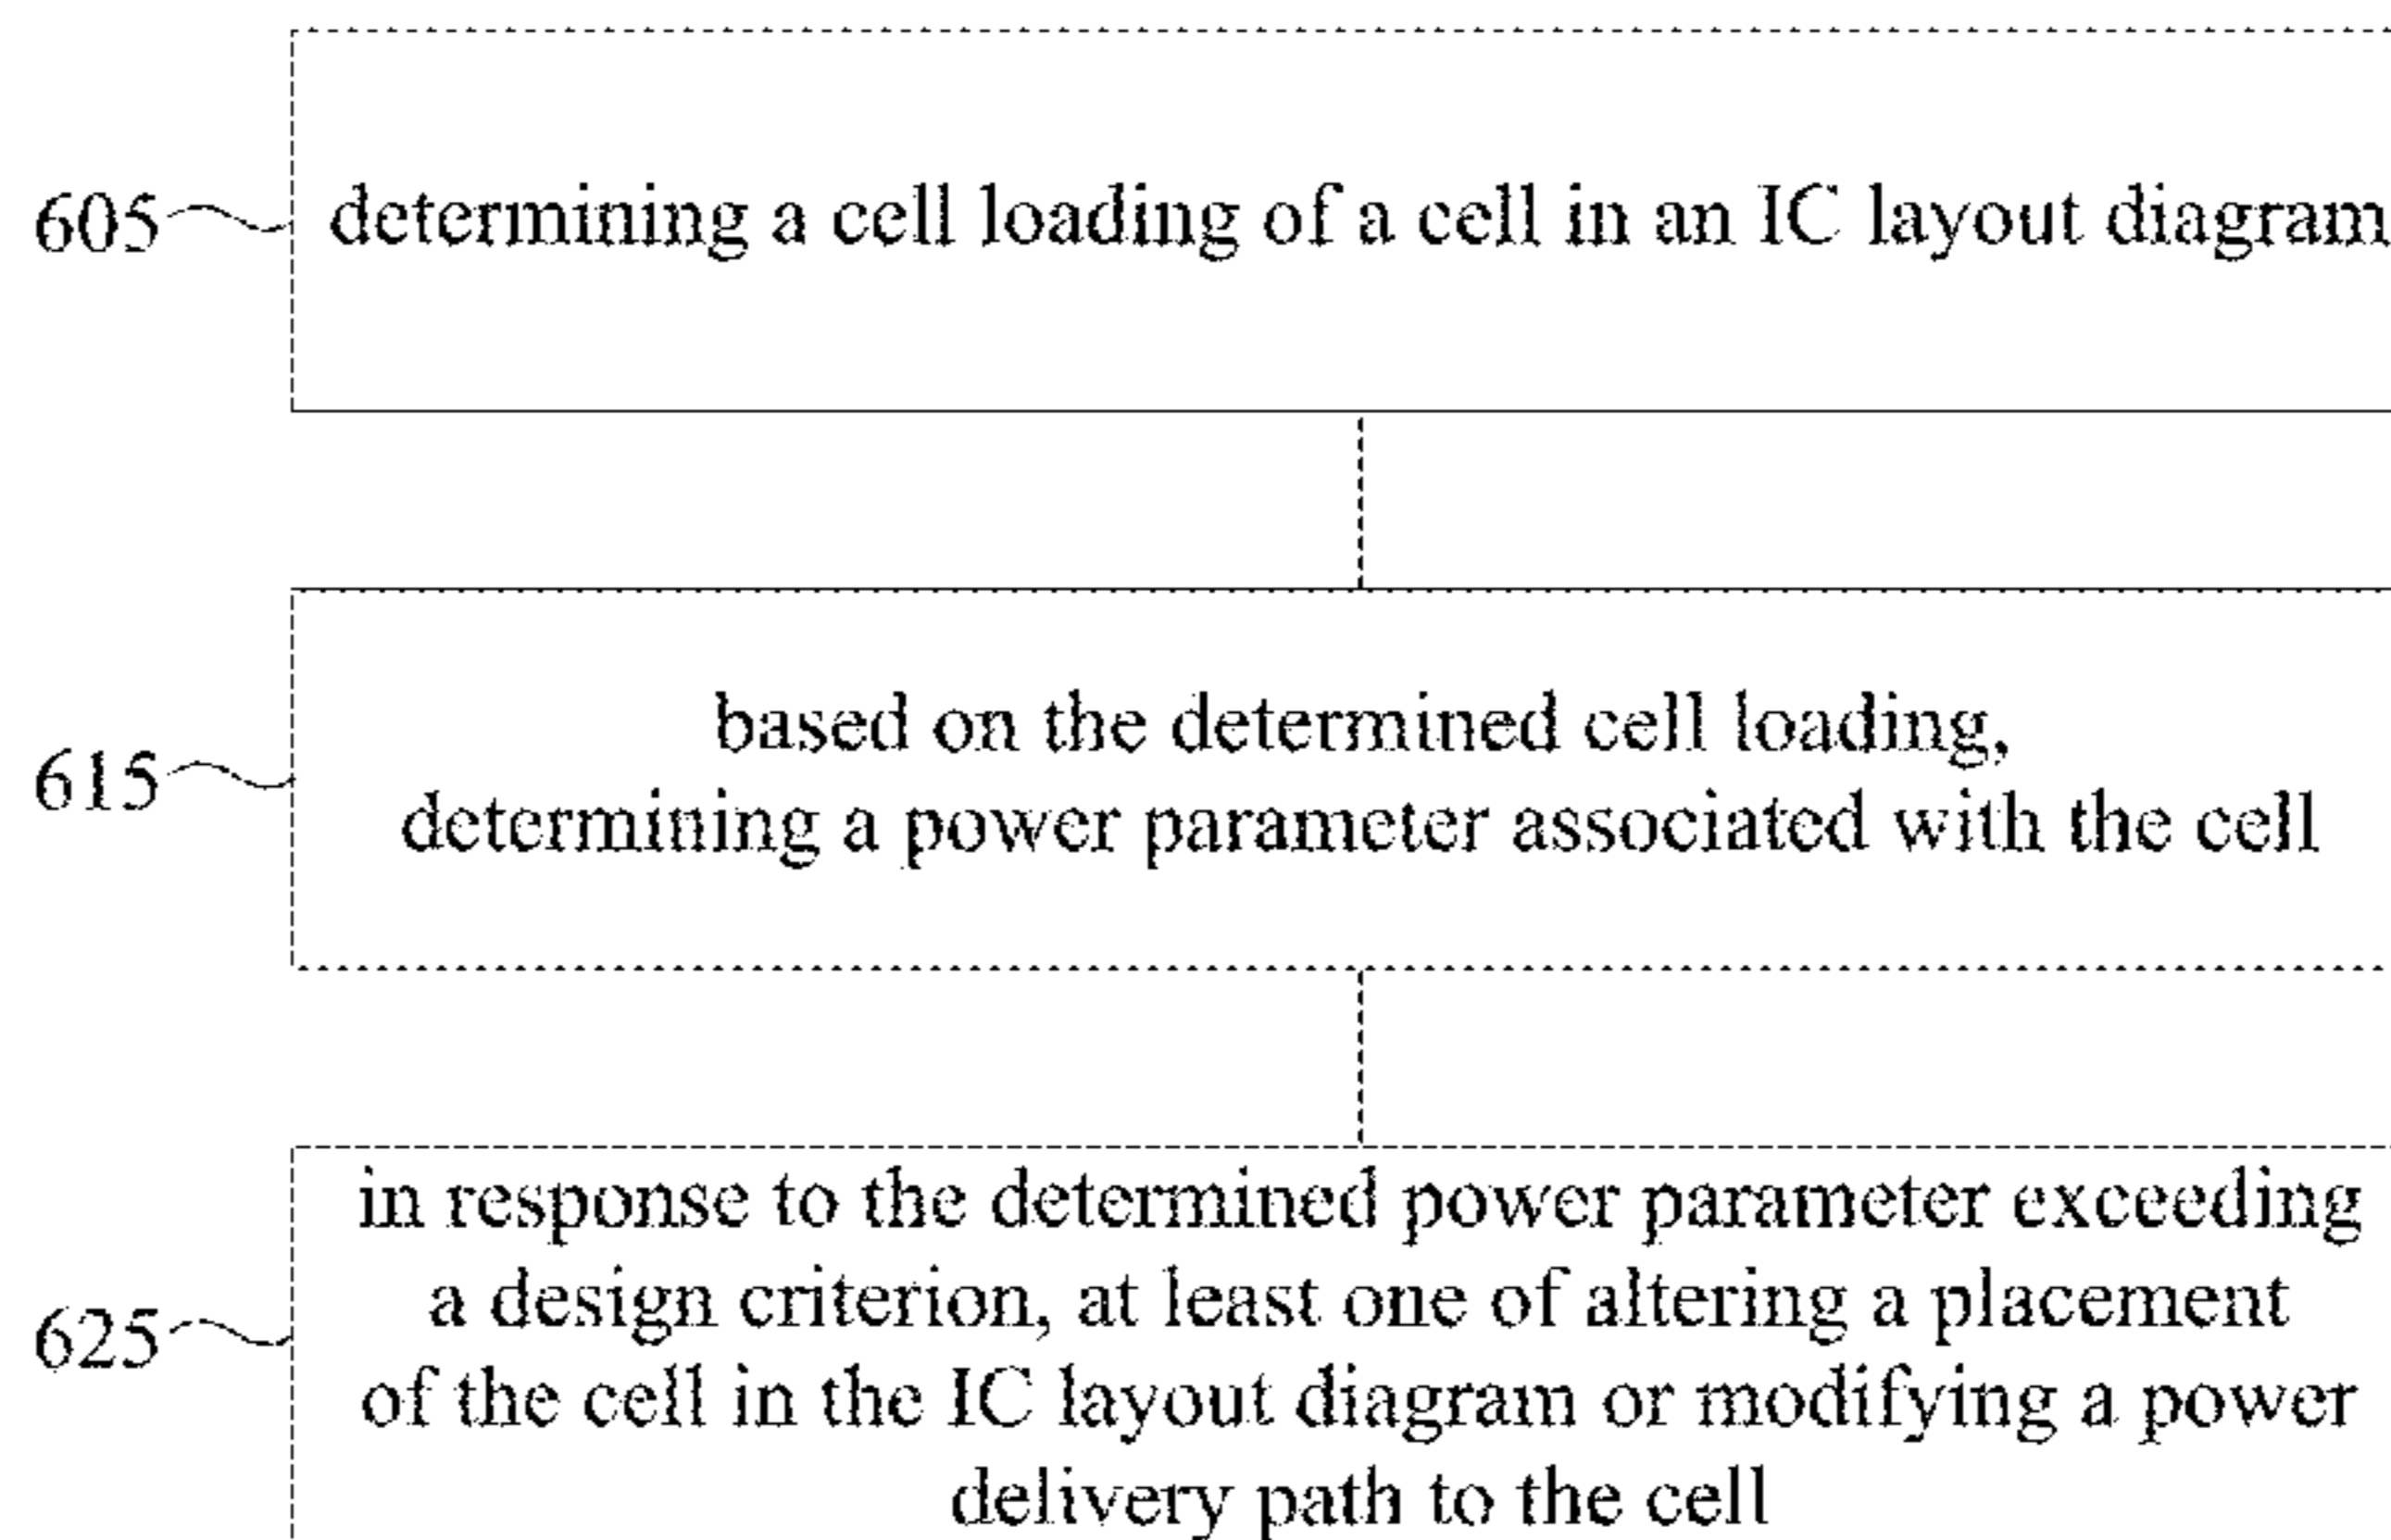 605 determining a cell loading of a cell in an IC layout diagram
based on the determined cell loading,
615 determining a power parameter associated with the cell
in response to the determined power parameter exceeding
a design criterion, at least one of altering a placement
625 of the cell in the IC layout diagram or modifying a power
delivery path to the cell